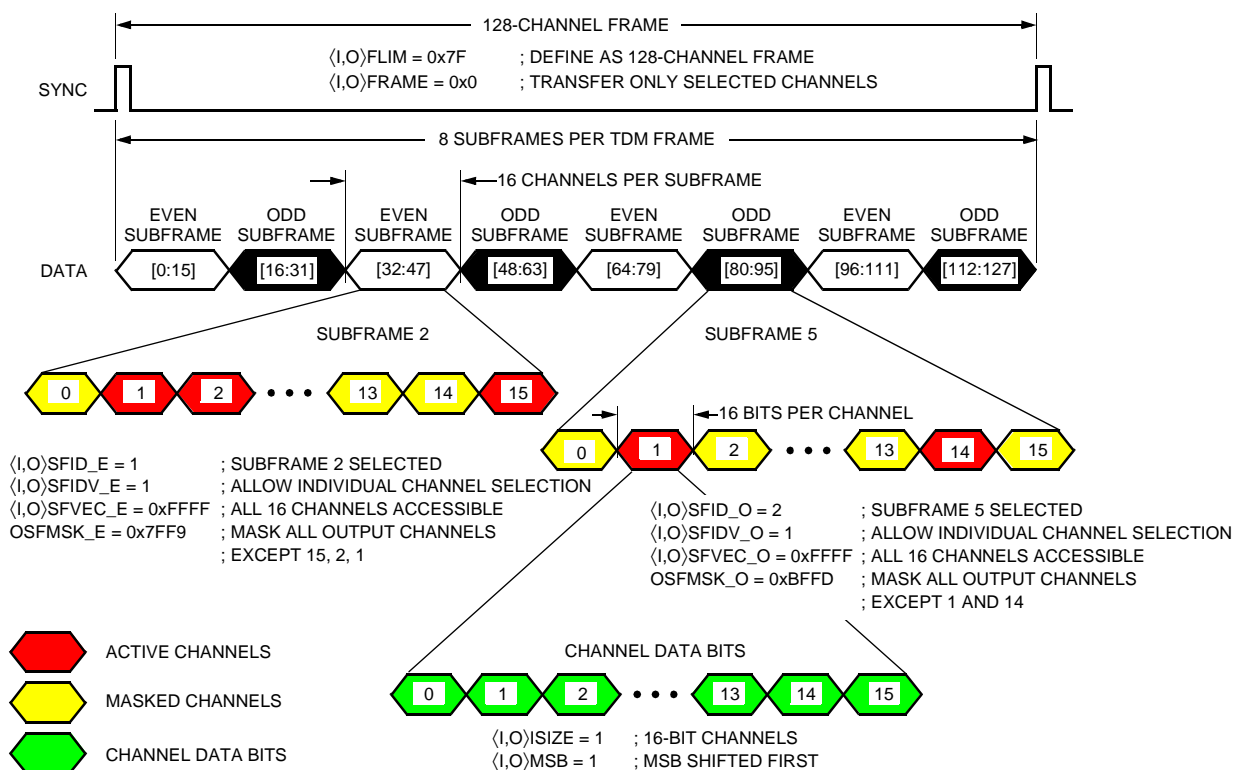 128-CHANNEL FRAME
⟨I,O⟩FLIM = 0x7F ; DEFINE AS 128-CHANNEL FRAME
⟨I,O⟩FRAME = 0x0 ; TRANSFER ONLY SELECTED CHANNELS
SYNC
8 SUBFRAMES PER TDM FRAME
16 CHANNELS PER SUBFRAME
EVEN SUBFRAME ODD SUBFRAME EVEN SUBFRAME ODD SUBFRAME EVEN SUBFRAME ODD SUBFRAME EVEN SUBFRAME ODD SUBFRAME
DATA [0:15] [16:31] [32:47] [48:63] [64:79] [80:95] [96:111] [112:127]
SUBFRAME 2 SUBFRAME 5
0 1 2 • • • 13 14 15
16 BITS PER CHANNEL
0 1 2 • • • 13 14 15
⟨I,O⟩SFID_E = 1 ; SUBFRAME 2 SELECTED
⟨I,O⟩SFIDV_E = 1 ; ALLOW INDIVIDUAL CHANNEL SELECTION
⟨I,O⟩SFVEC_E = 0xFFFF ; ALL 16 CHANNELS ACCESSIBLE
OSFMSK_E = 0x7FF9 ; MASK ALL OUTPUT CHANNELS
; EXCEPT 15, 2, 1
⟨I,O⟩SFID_O = 2 ; SUBFRAME 5 SELECTED
⟨I,O⟩SFIDV_O = 1 ; ALLOW INDIVIDUAL CHANNEL SELECTION
⟨I,O⟩SFVEC_O = 0xFFFF ; ALL 16 CHANNELS ACCESSIBLE
OSFMSK_O = 0xBFFD ; MASK ALL OUTPUT CHANNELS
; EXCEPT 1 AND 14
ACTIVE CHANNELS
MASKED CHANNELS
CHANNEL DATA BITS
CHANNEL DATA BITS
0 1 2 • • • 13 14 15
⟨I,O⟩ISIZE = 1 ; 16-BIT CHANNELS
⟨I,O⟩MSB = 1 ; MSB SHIFTED FIRST